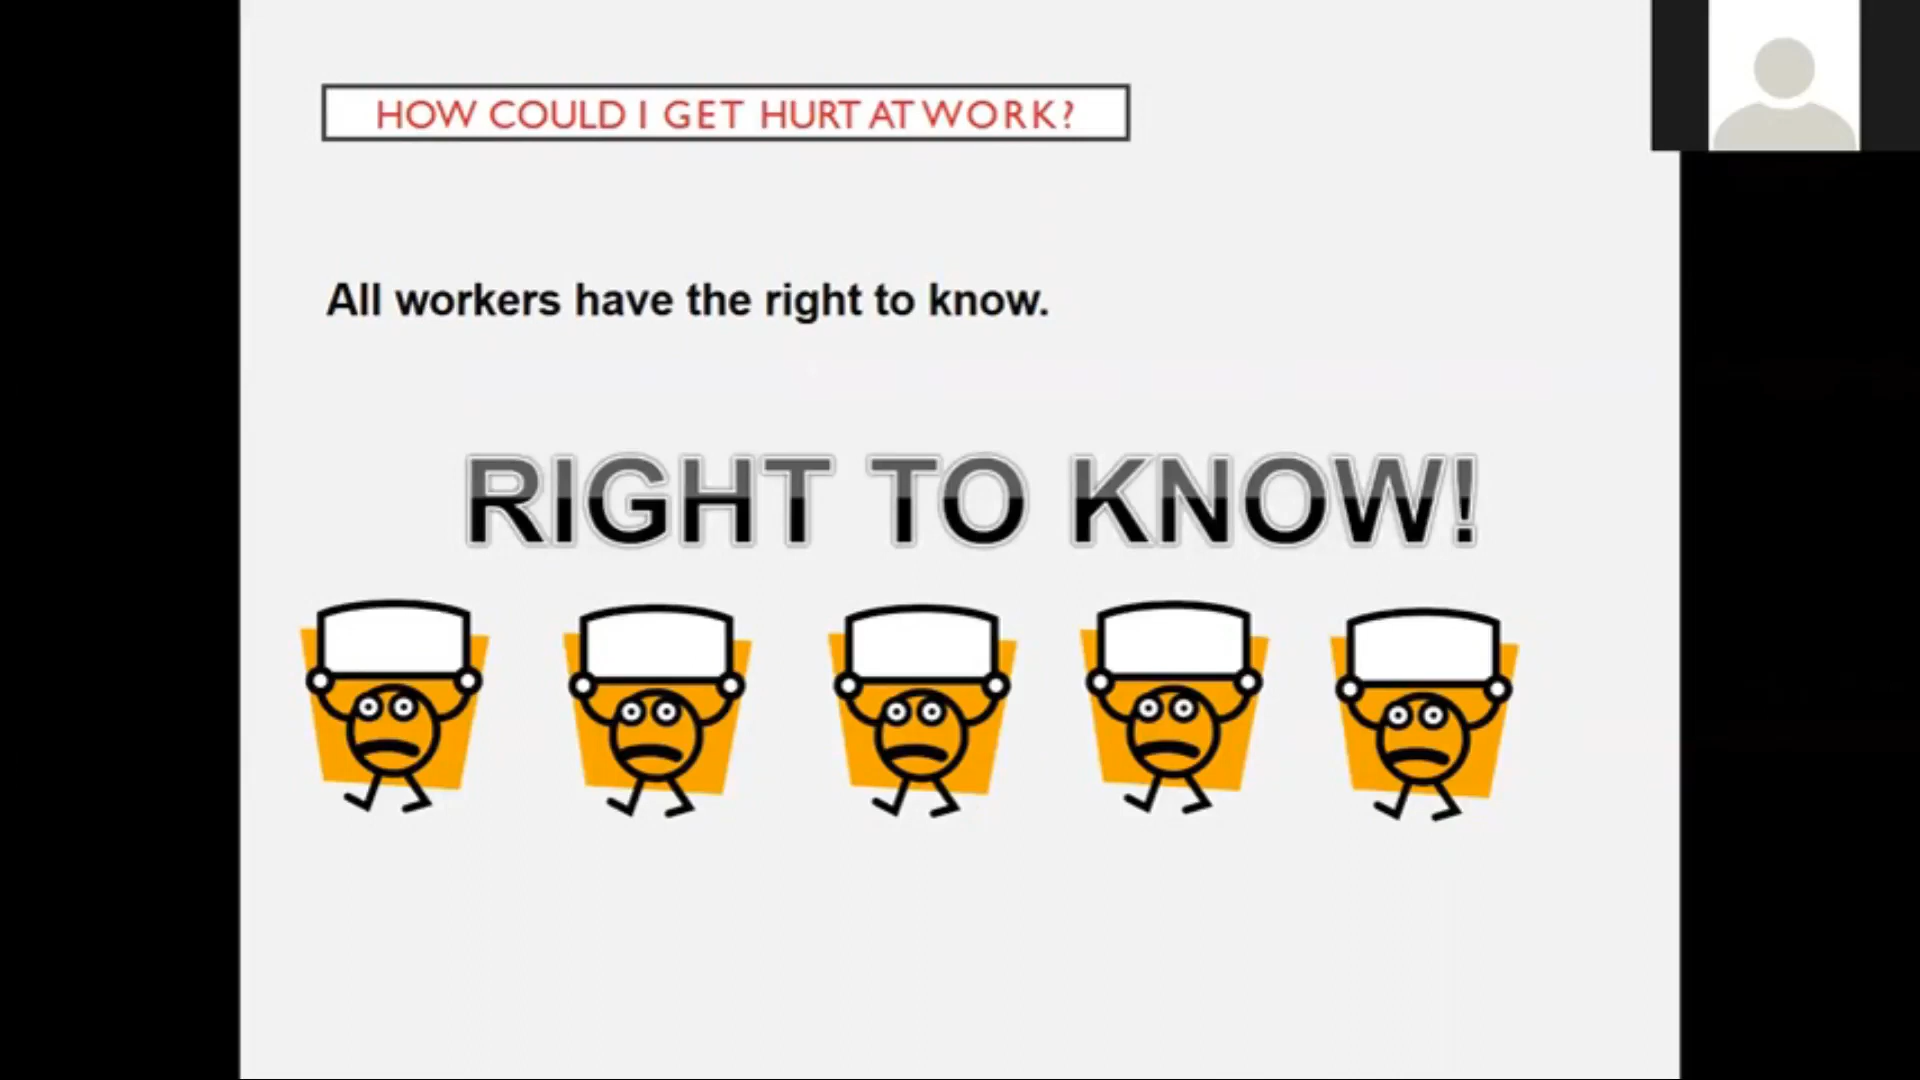 HOW COULD I GET HURT AT WORK?
All workers have the right to know.
RIGHT TO KNOW!